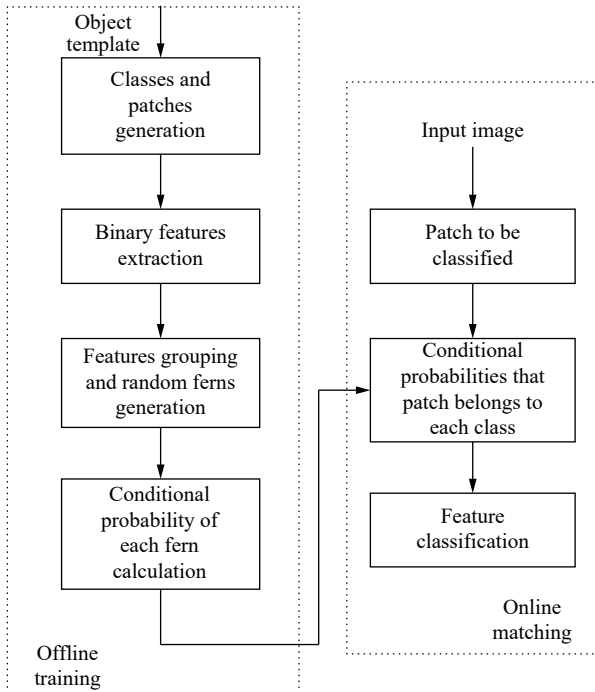 Object
template
Classes and
patches
generation
Binary features
extraction
Features grouping
and random ferns
generation
Conditional
probability of
each fern
calculation
Offline
training
Input image
Patch to be
classified
Conditional
probabilities that
patch belongs to
each class
Feature
classification
Online
matching